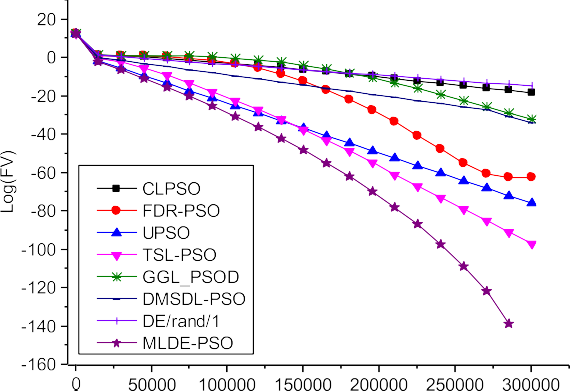 20
0
-20
-40
-60
-80
-100
-120
-140
-160
Log(FV)
CLPSO
FDR-PSO
UPSO
TSL-PSO
GGL_PSOD
DMSDL-PSO
DE/rand/1
MLDE-PSO
0 50000 100000 150000 200000 250000 300000